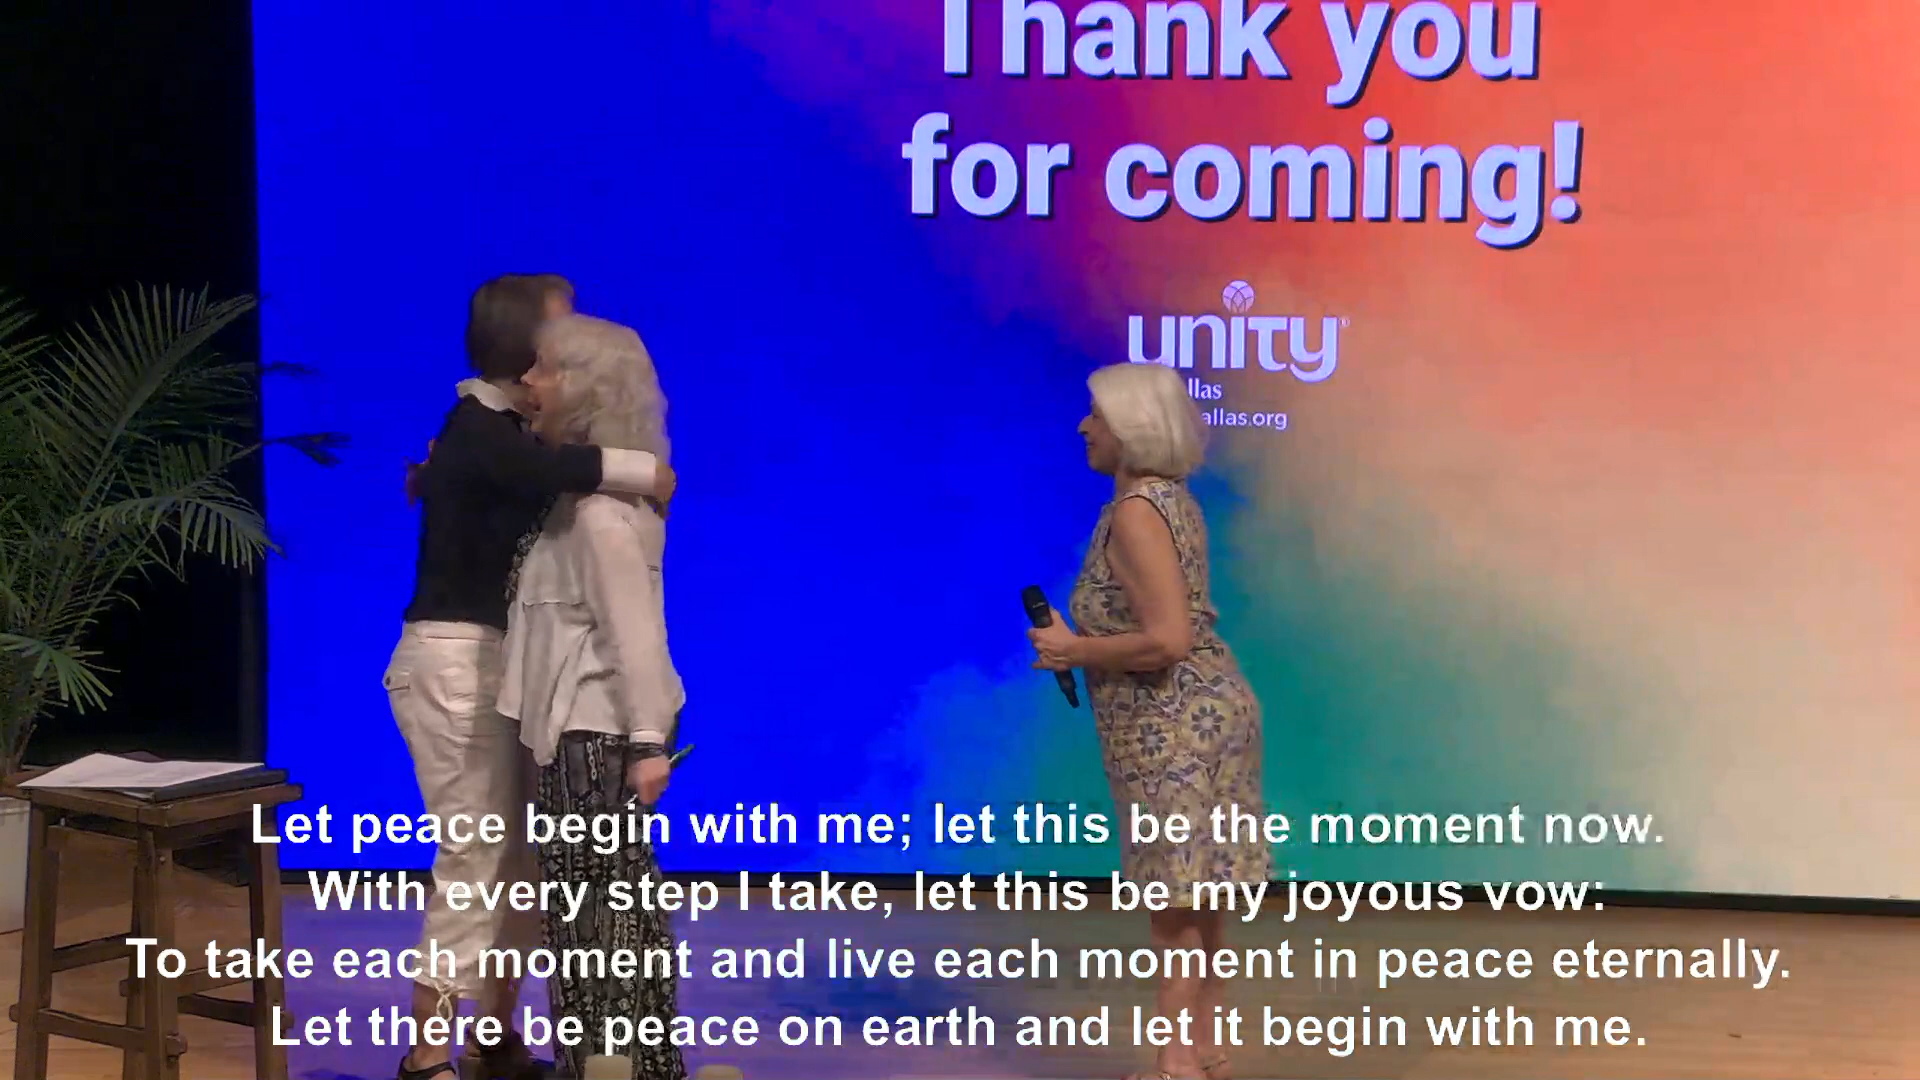 Thank you
for coming!
unity®
llas
allas.org
Let peace begin with me; let this be the moment now.
With every step I take, let this be my joyous vow:
To take each moment and live each moment in peace eternally.
Let there be peace on earth and let it begin with me.